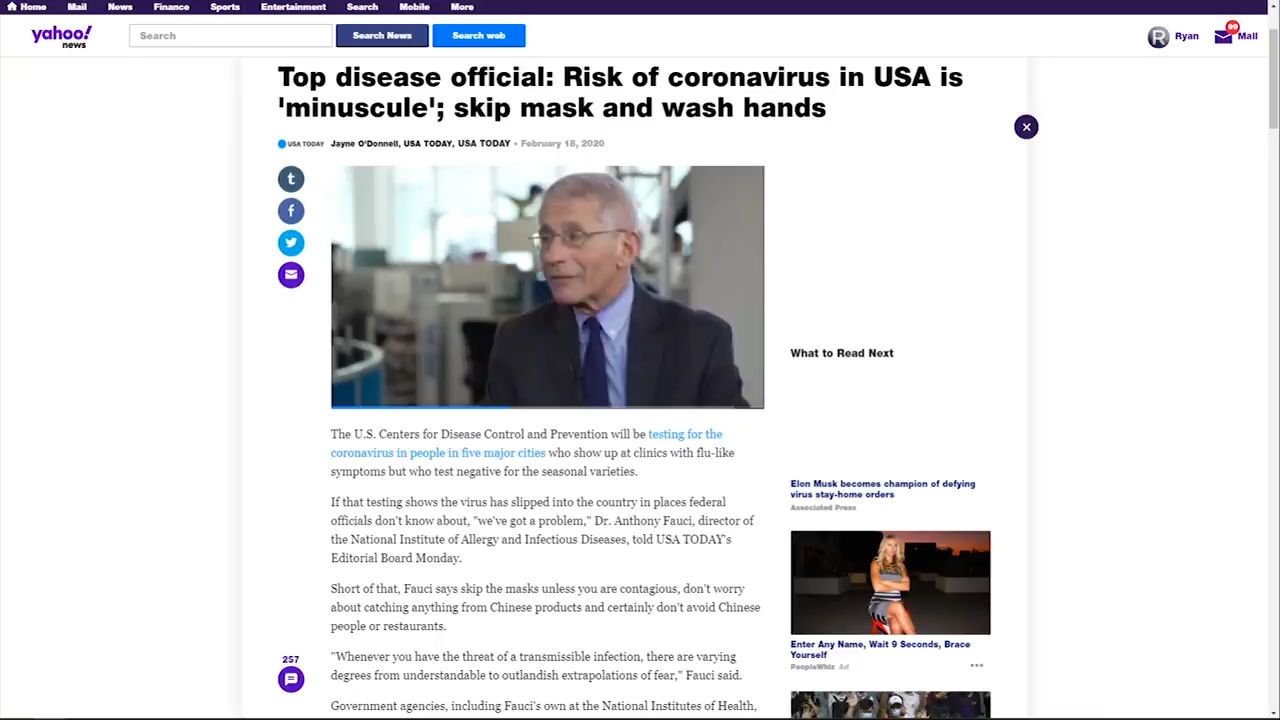 Home Mail News Finance Sports Entertainment Search Mobile More
yahoo!
news
Search
Search News
Search web
R
Ryan
99
Mail
Top disease official: Risk of coronavirus in USA is
'minuscule'; skip mask and wash hands
USA TODAY
Jayne O'Donnell, USA TODAY, USA TODAY • February 18, 2020
The U.S. Centers for Disease Control and Prevention will be testing for the
coronavirus in people in five major cities who show up at clinics with flu-like
symptoms but who test negative for the seasonal varieties.
If that testing shows the virus has slipped into the country in places federal
officials don't know about, "we've got a problem," Dr. Anthony Fauci, director of
the National Institute of Allergy and Infectious Diseases, told USA TODAY's
Editorial Board Monday.
Short of that, Fauci says skip the masks unless you are contagious, don't worry
about catching anything from Chinese products and certainly don't avoid Chinese
people or restaurants.
"Whenever you have the threat of a transmissible infection, there are varying
degrees from understandable to outlandish extrapolations of fear," Fauci said.
Government agencies, including Fauci's own at the National Institutes of Health,
257
What to Read Next
Elon Musk becomes champion of defying
virus stay-home orders
Associated Press
Enter Any Name, Wait 9 Seconds, Brace
Yourself
PeopleWhiz Ad